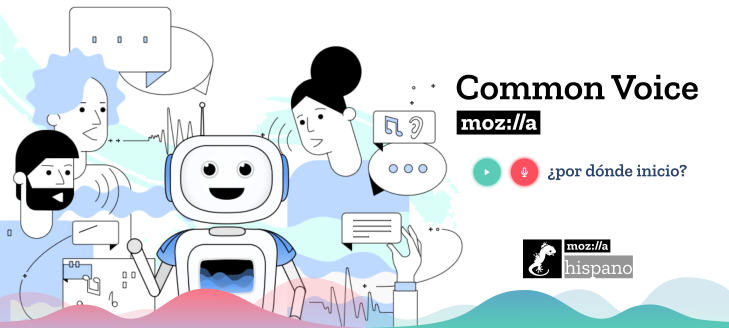 Common Voice
moz://a
¿por dónde inicio?
moz://a
hispano